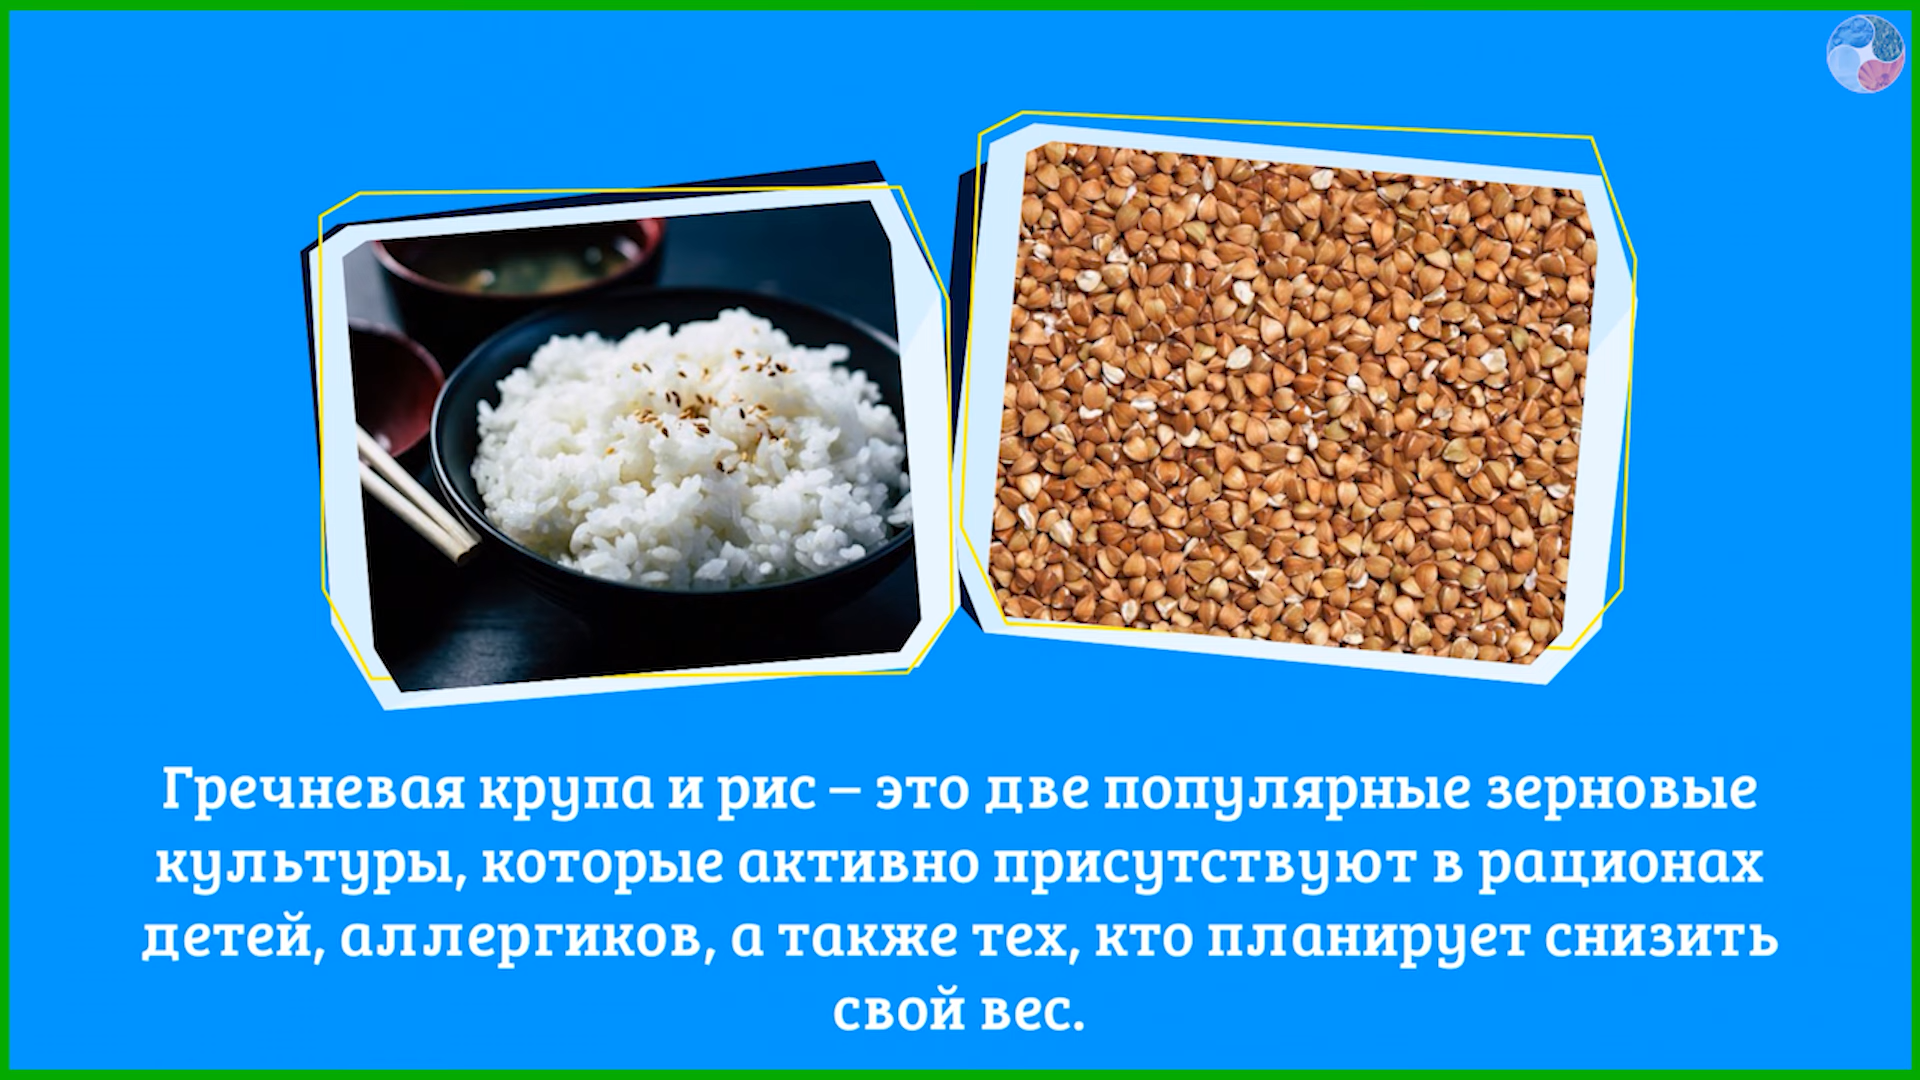 Гречневая крупа и рис – это две популярные зерновые
культуры, которые активно присутствуют в рационах
детей, аллергиков, а также тех, кто планирует снизить
свой вес.